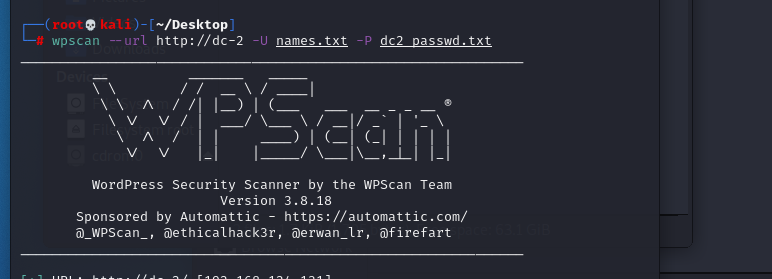 (root💀kali)-[~/Desktop]
# wpscan --url http://dc-2 -U names.txt -P dc2_passwd.txt
WPScan®
WordPress Security Scanner by the WPScan Team
Version 3.8.18
Sponsored by Automattic - https://automattic.com/
@_WPScan_, @ethicalhack3r, @erwan_lr, @firefart